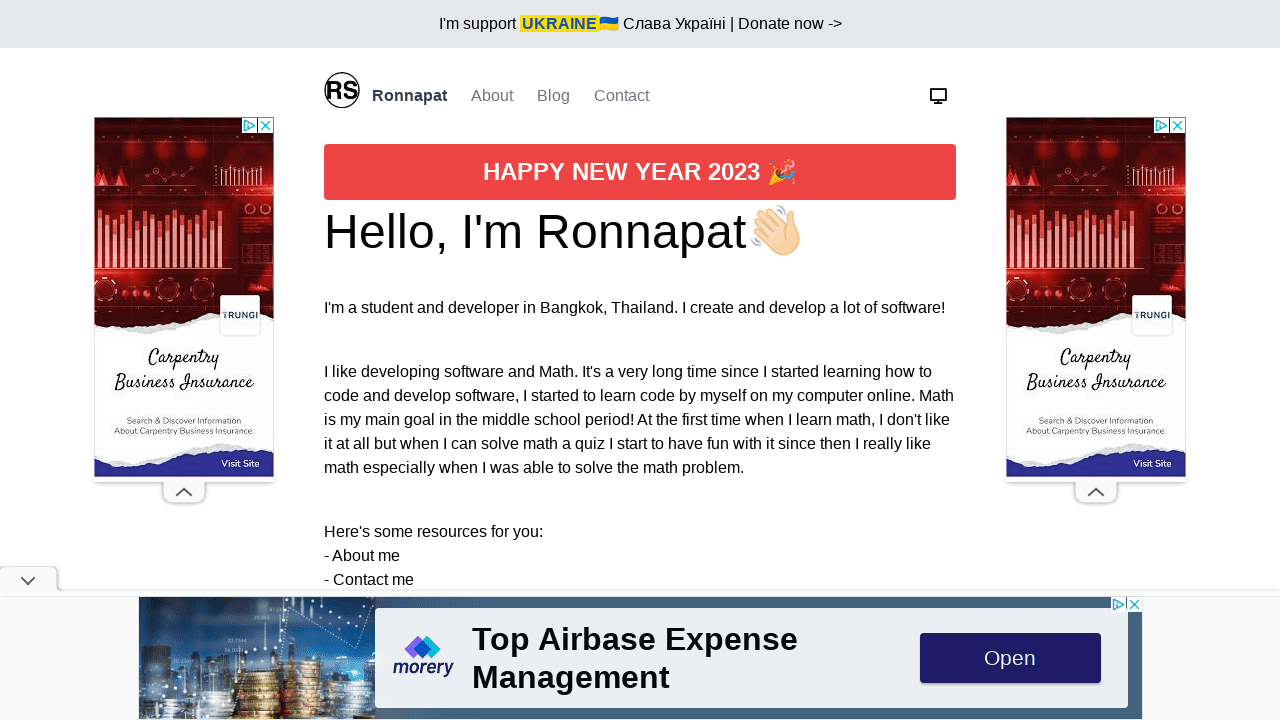 I'm support UKRAINE🇺🇦 Слава Україні | Donate now ->
RS Ronnapat About Blog Contact
HAPPY NEW YEAR 2023 🎉
Hello, I'm Ronnapat👋🏻
I'm a student and developer in Bangkok, Thailand. I create and develop a lot of software!
I like developing software and Math. It's a very long time since I started learning how to
code and develop software, I started to learn code by myself on my computer online. Math
is my main goal in the middle school period! At the first time when I learn math, I don't like
it at all but when I can solve math a quiz I start to have fun with it since then I really like
math especially when I was able to solve the math problem.
Here's some resources for you:
- About me
- Contact me
TRUNGI
Carpentry
Business Insurance
Search & Discover Information
About Carpentry Business Insurance.
Visit Site
TRUNGI
Carpentry
Business Insurance
Search & Discover Information
About Carpentry Business Insurance.
Visit Site
morery
Top Airbase Expense
Management
Open